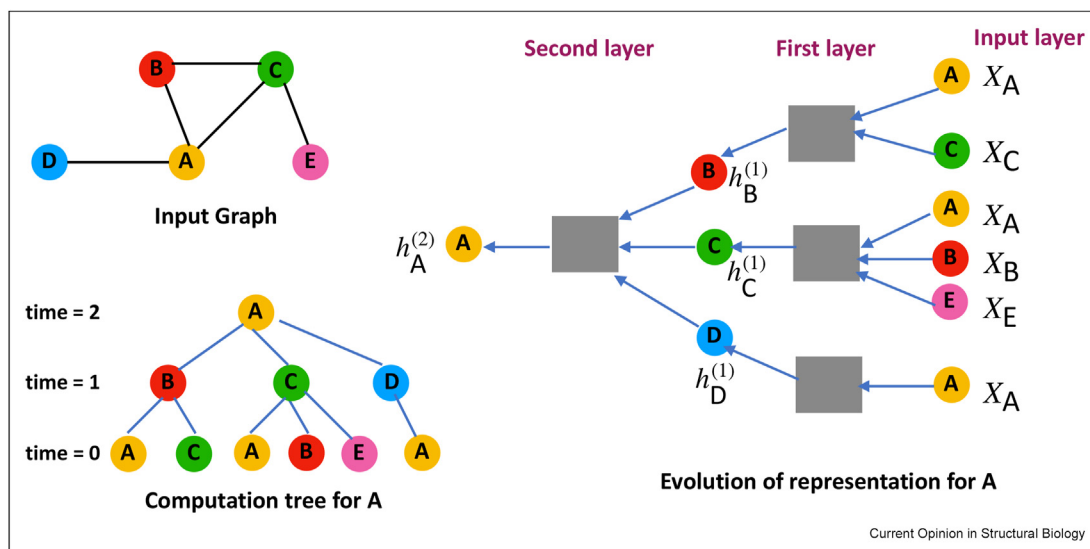 B
C
D
A
E
Input Graph
time = 2
A
time = 1
B
C
D
time = 0
A
C
A
B
E
A
Computation tree for A
Second layer
First layer
Input layer
A X_A
C X_C
B
h_B^(1)
A X_A
A
h_A^(2)
C
h_C^(1)
B X_B
E X_E
D
h_D^(1)
A X_A
Evolution of representation for A
Current Opinion in Structural Biology